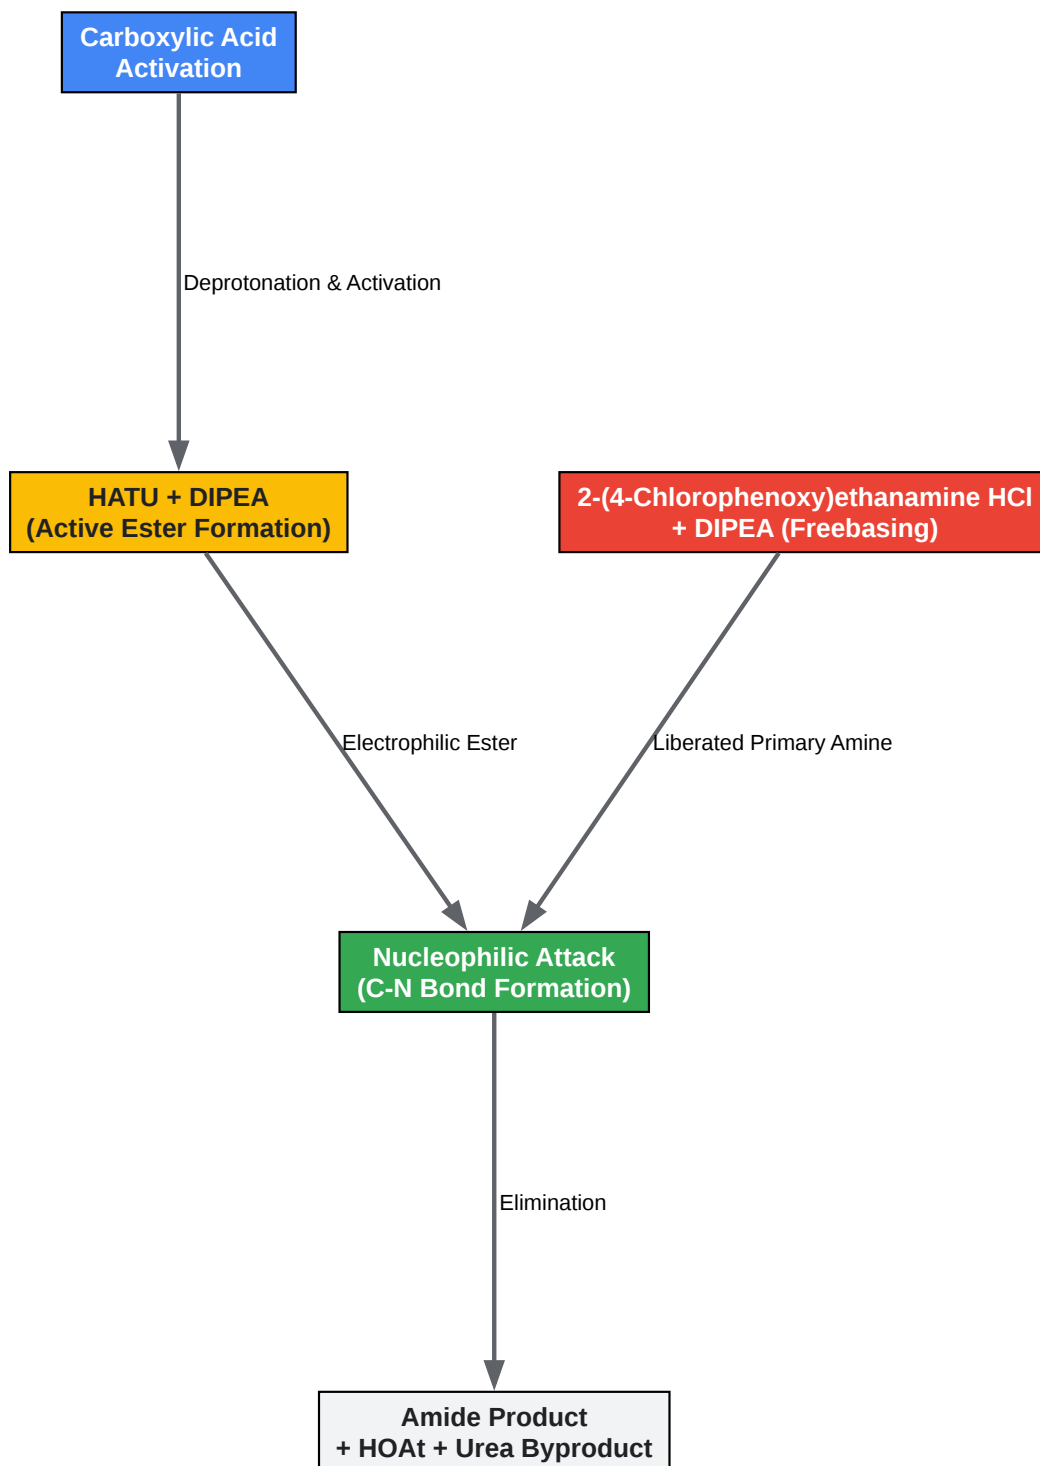 Carboxylic Acid
Activation
Deprotonation & Activation
HATU + DIPEA
(Active Ester Formation)
2-(4-Chlorophenoxy)ethanamine HCl
+ DIPEA (Freebasing)
Electrophilic Ester
Liberated Primary Amine
Nucleophilic Attack
(C-N Bond Formation)
Elimination
Amide Product
+ HOAt + Urea Byproduct